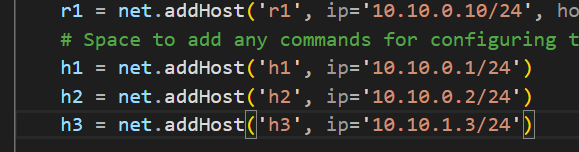 r1 = net.addHost('r1', ip='10.10.0.10/24', ho
# Space to add any commands for configuring t
h1 = net.addHost('h1', ip='10.10.0.1/24')
h2 = net.addHost('h2', ip='10.10.0.2/24')
h3 = net.addHost('h3', ip='10.10.1.3/24')